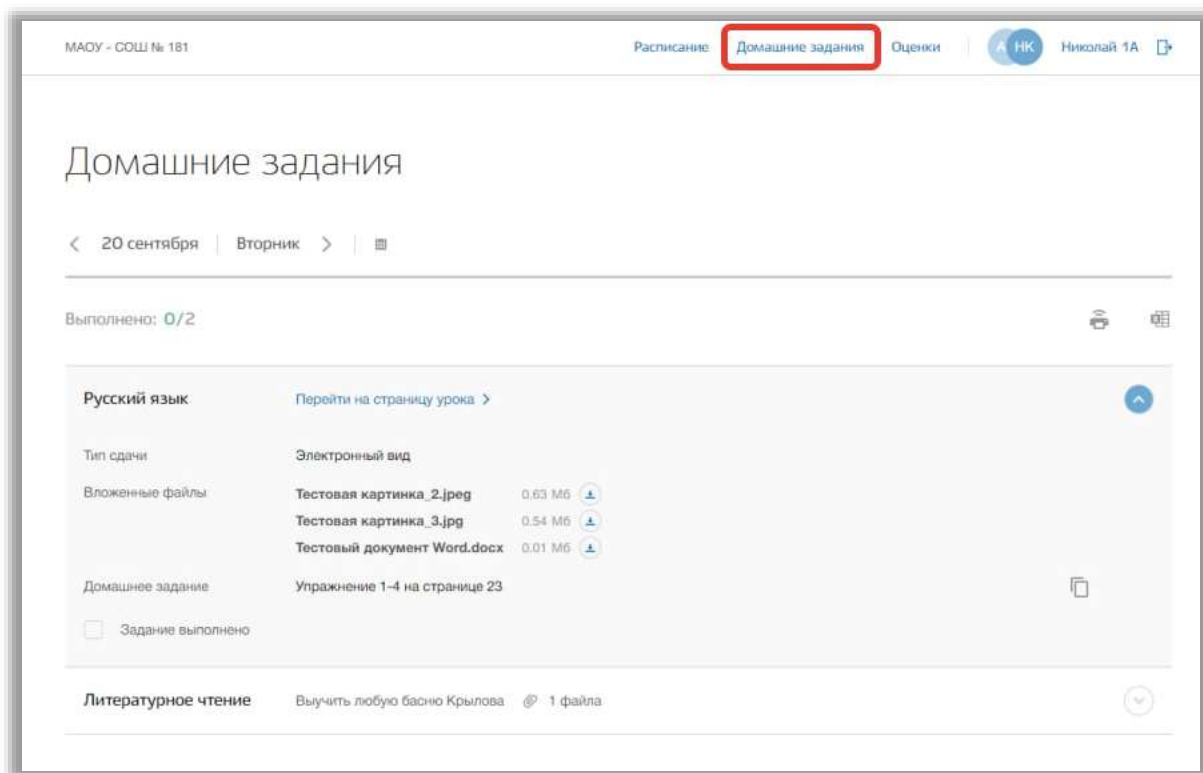 МАОУ - СОШ № 181 Расписание Домашние задания Оценки А НК Николай 1А
Домашние задания
20 сентября Вторник
Выполнено: 0/2
Русский язык Перейти на страницу урока
Тип сдачи Электронный вид
Вложенные файлы Тестовая картинка_2.jpeg 0.63 Мб
Тестовая картинка_3.jpg 0.54 Мб
Тестовый документ Word.docx 0.01 Мб
Домашнее задание Упражнение 1-4 на странице 23
Задание выполнено
Литературное чтение Выучить любую басню Крылова 1 файла